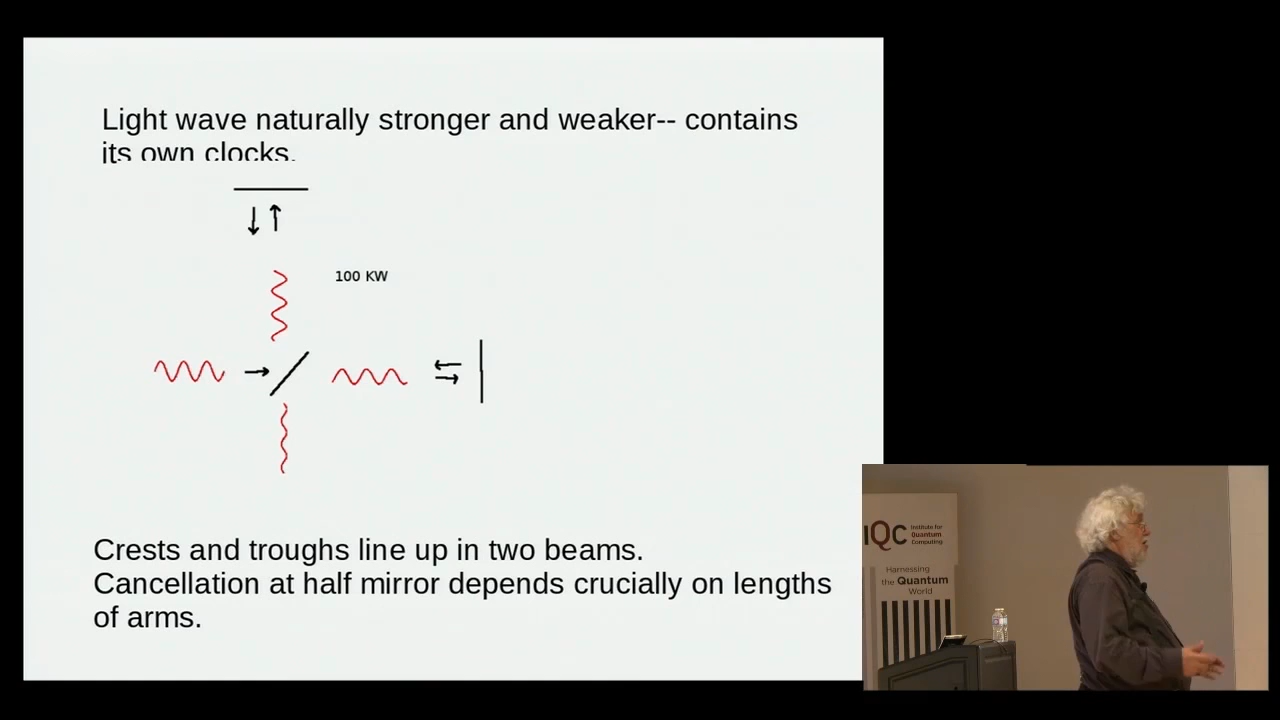 Light wave naturally stronger and weaker-- contains
its own clocks.
100 KW
Crests and troughs line up in two beams.
Cancellation at half mirror depends crucially on lengths
of arms.
IQC
Institute for
Quantum
Computing
Harnessing
the Quantum
World